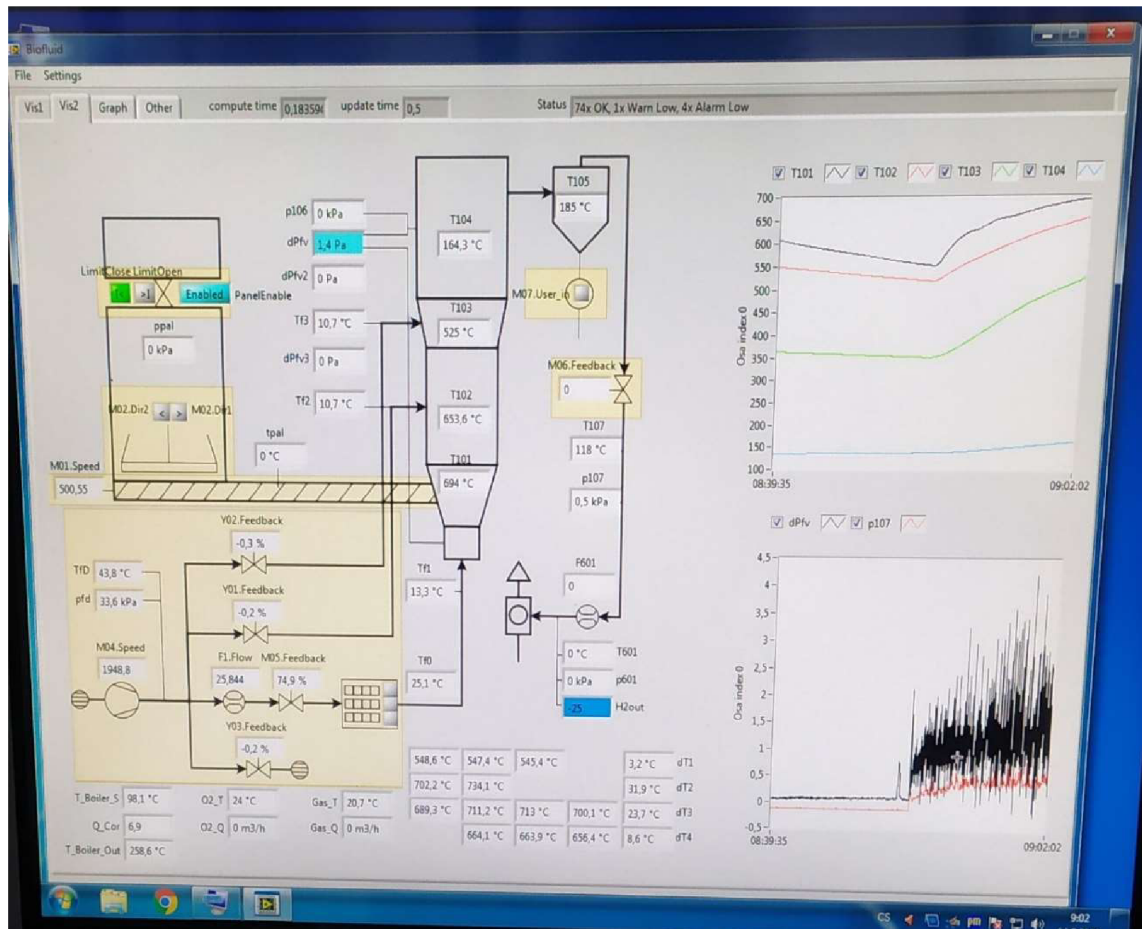 Biofluid
File Settings
Vis1 Vis2 Graph Other compute time 0,183594 update time 0,5 Status 74x OK, 1x Warn Low, 4x Alarm Low
p106 0 kPa
dPfv 1,4 Pa
dPfv2 0 Pa
Tf3 10,7 °C
dPfv3 0 Pa
Tf2 10,7 °C
T104
164,3 °C
T103
525 °C
T102
653,6 °C
T101
694 °C
T105
185 °C
M07.User_in
M06.Feedback
0
T107
118 °C
p107
0,5 kPa
F601
0
0 °C T601
0 kPa p601
-25 H2out
LimitClose LimitOpen
>] Enabled PanelEnable
ppal
0 kPa
M02.Dir2 < > M02.Dir1
tpal
0 °C
M01.Speed
500,55
Y02.Feedback
-0,3 %
TfD 43,8 °C
pfd 33,6 kPa
Y01.Feedback
-0,2 %
M04.Speed
1948,8
F1.Flow M05.Feedback
25,844 74,9 %
Y03.Feedback
-0,2 %
Tf1
13,3 °C
Tf0
25,1 °C
T_Boiler_S 98,1 °C O2_T 24 °C Gas_T 20,7 °C
Q_Cor 6,9 O2_Q 0 m3/h Gas_Q 0 m3/h
T_Boiler_Out 258,6 °C
548,6 °C 547,4 °C 545,4 °C 3,2 °C dT1
702,2 °C 734,1 °C 31,9 °C dT2
689,3 °C 711,2 °C 713 °C 700,1 °C 23,7 °C dT3
664,1 °C 663,9 °C 656,4 °C 8,6 °C dT4
T101 T102 T103 T104
700
650
600
550
500
450
400
350
300
250
200
150
100
Osa index 0
08:39:35 09:02:02
dPfv p107
4,5
4
3,5
3
2,5
2
1,5
1
0,5
0
-0,5
Osa index 0
08:39:35 09:02:02
CS 9:02